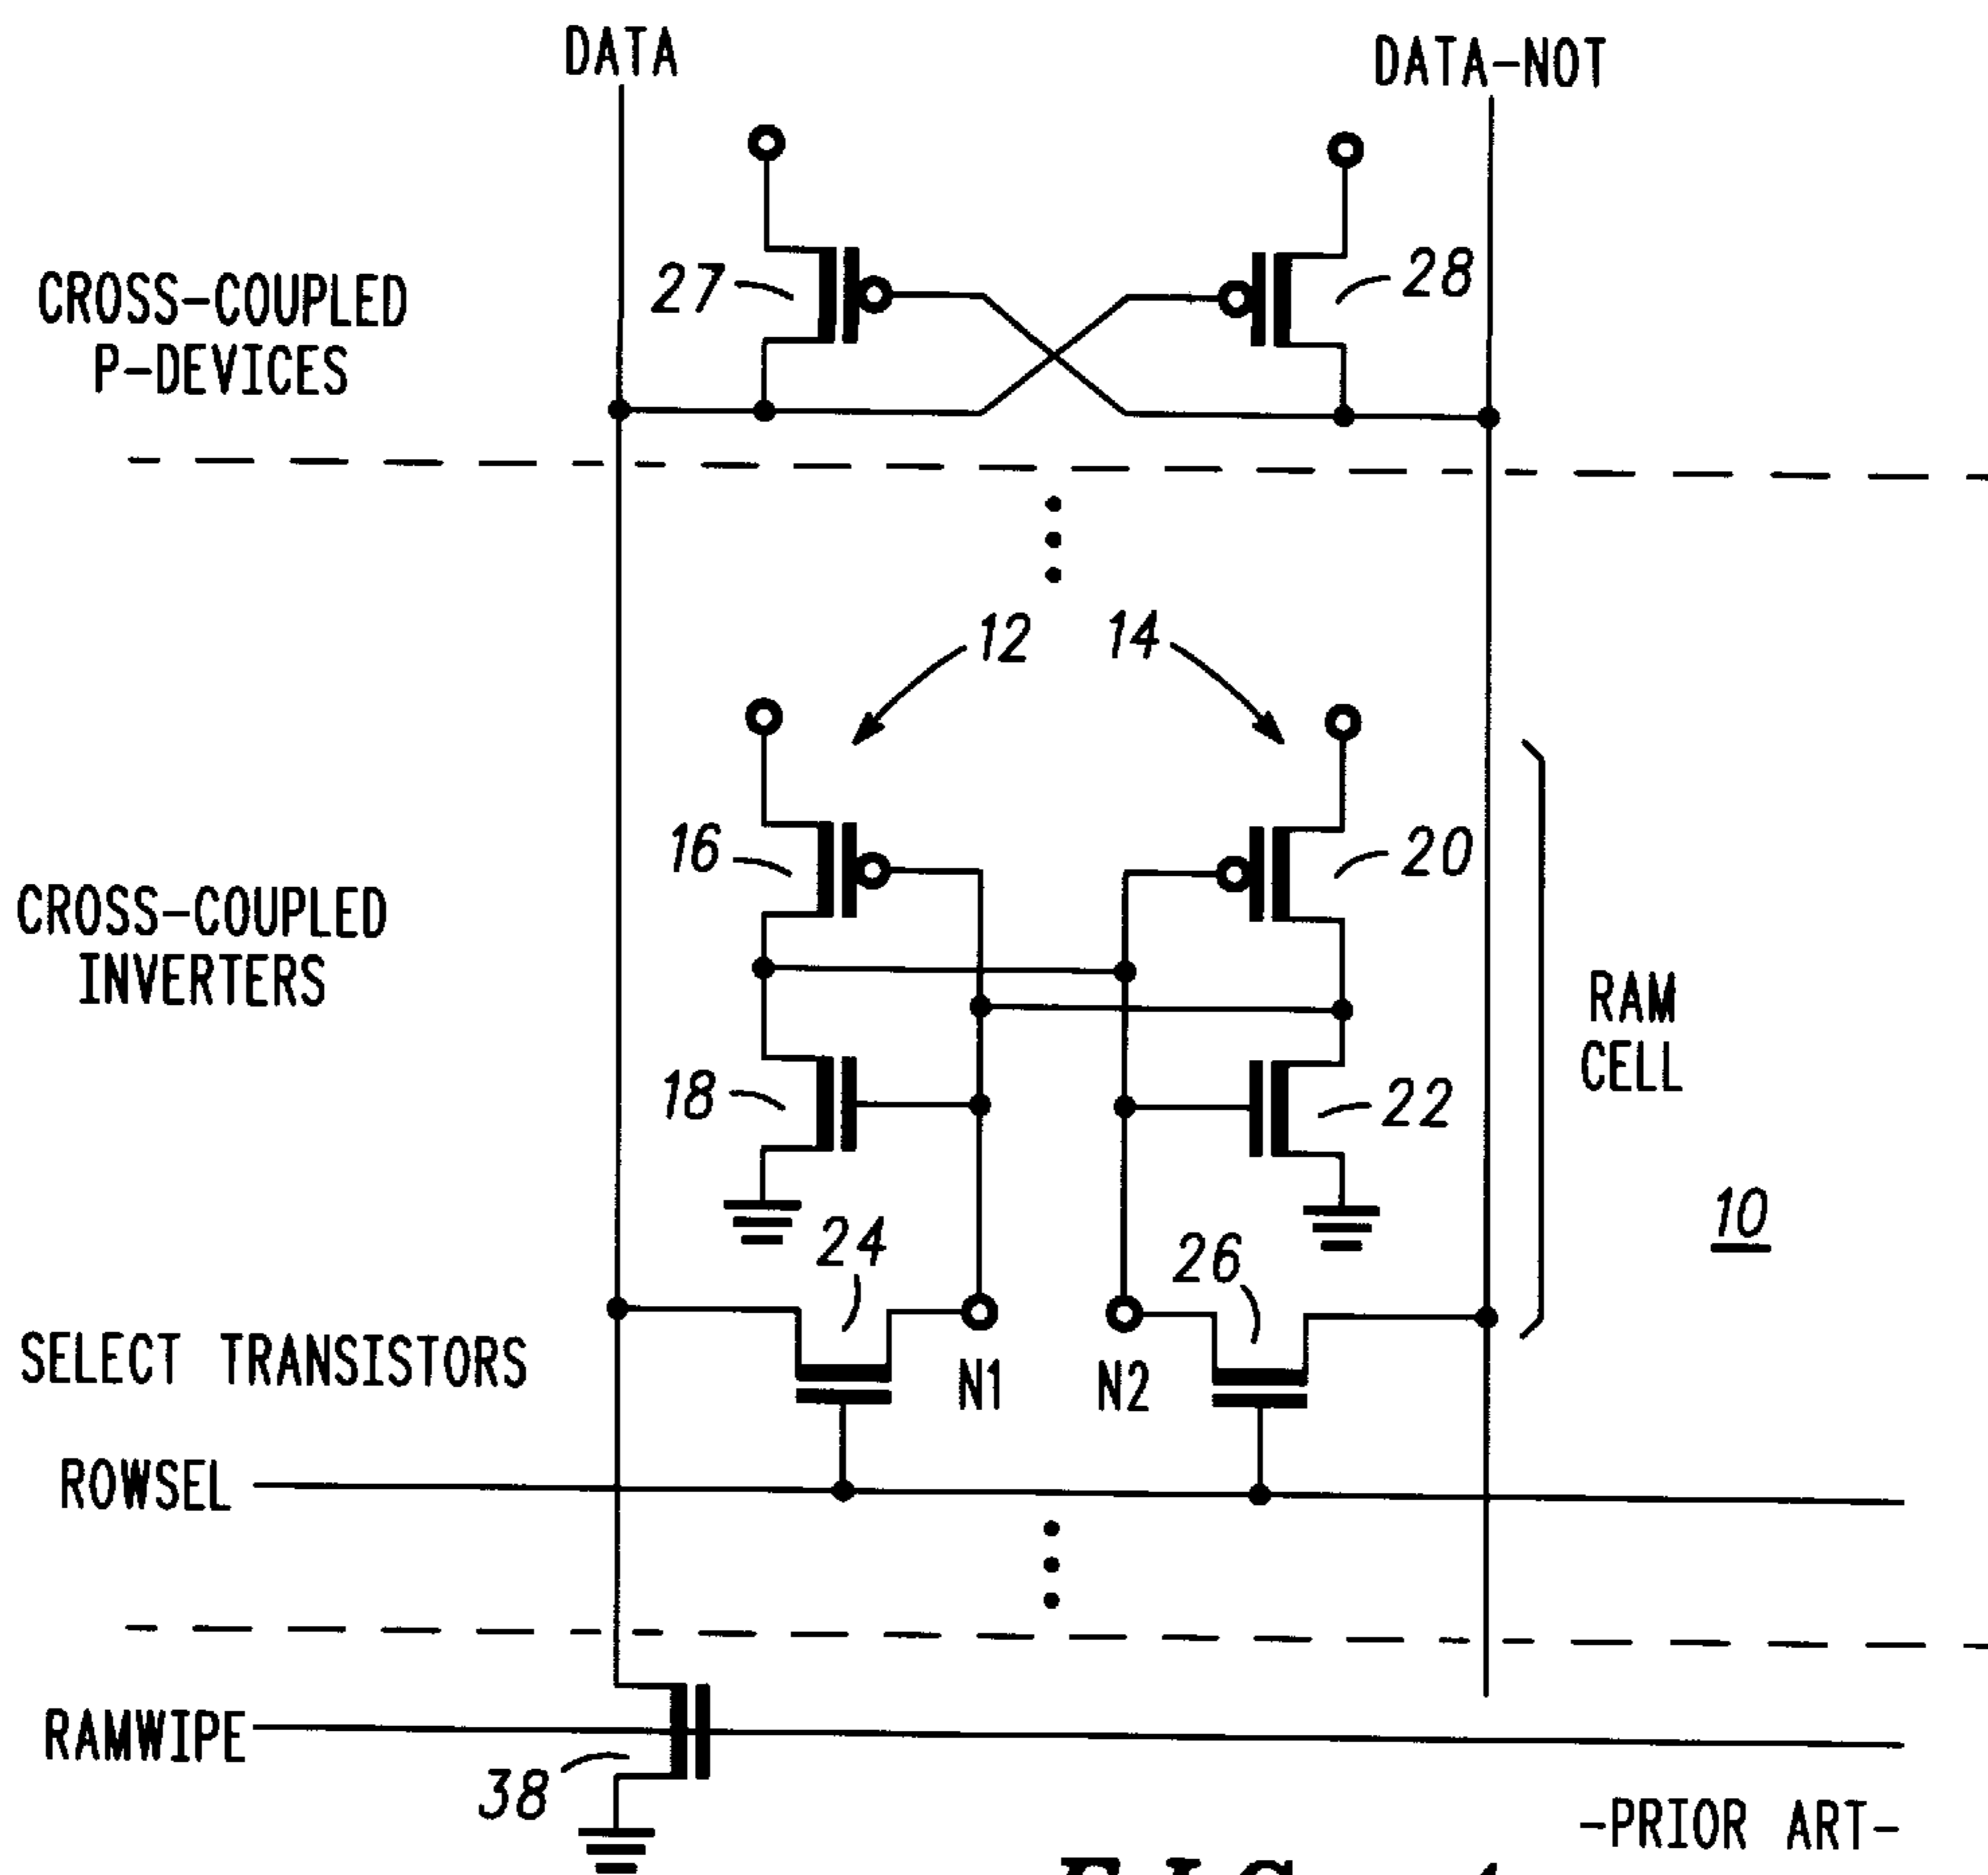 DATA
DATA-NOT
27
28
CROSS-COUPLED
P-DEVICES
12
14
16
20
CROSS-COUPLED
INVERTERS
RAM
CELL
18
22
10
24
26
SELECT TRANSISTORS
N1
N2
ROWSEL
RAMWIPE
38
-PRIOR ART-